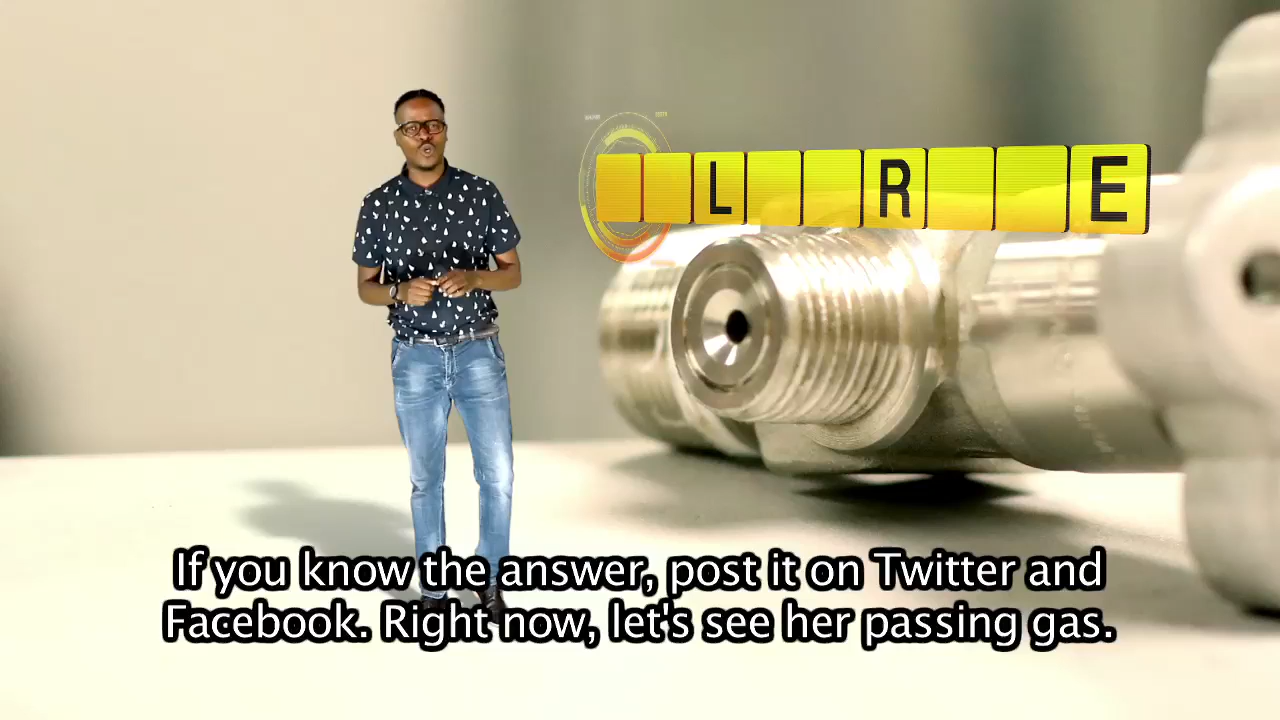 L R E
If you know the answer, post it on Twitter and
Facebook. Right now, let's see her passing gas.